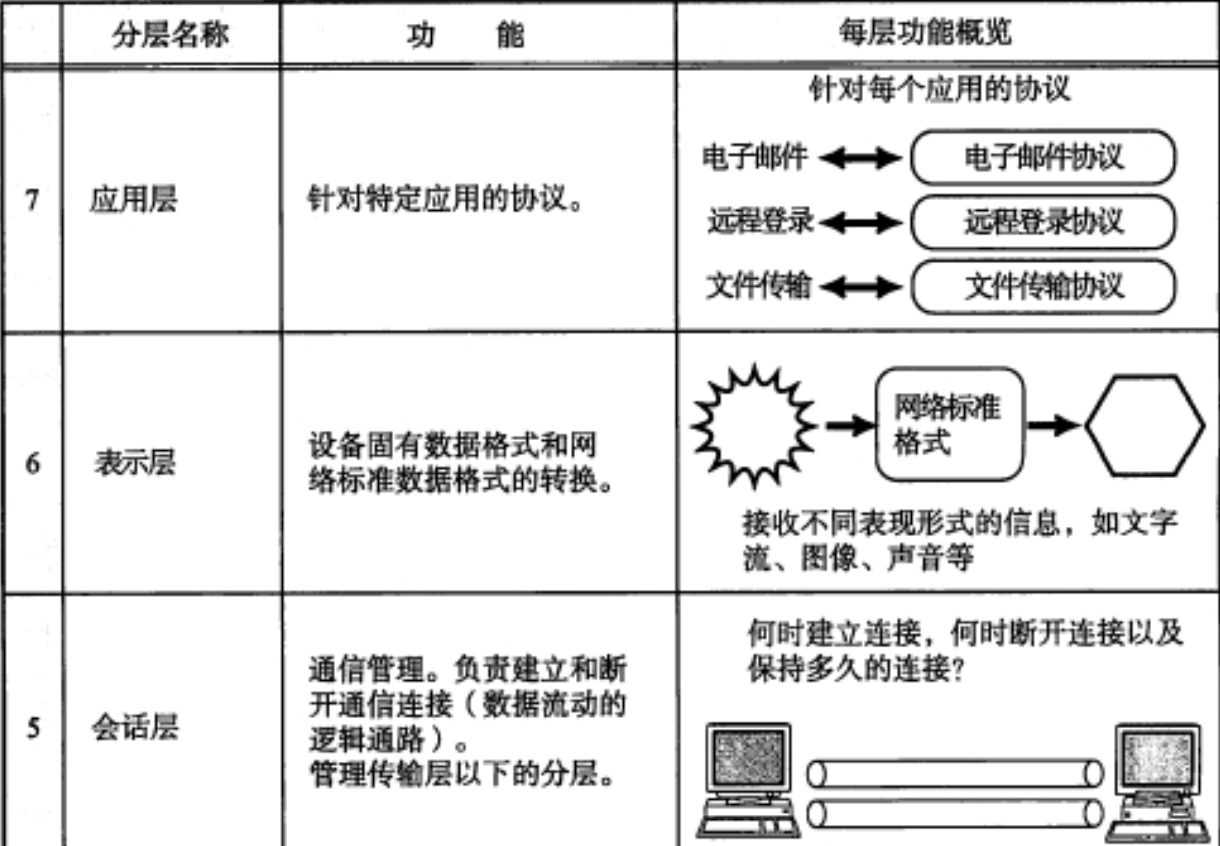 分层名称
功 能
每层功能概览
7
应用层
针对特定应用的协议。
针对每个应用的协议
电子邮件
电子邮件协议
远程登录
远程登录协议
文件传输
文件传输协议
6
表示层
设备固有数据格式和网
络标准数据格式的转换。
网络标准
格式
接收不同表现形式的信息，如文字
流、图像、声音等
5
会话层
通信管理。负责建立和断
开通信连接（数据流动的
逻辑通路）。
管理传输层以下的分层。
何时建立连接，何时断开连接以及
保持多久的连接?